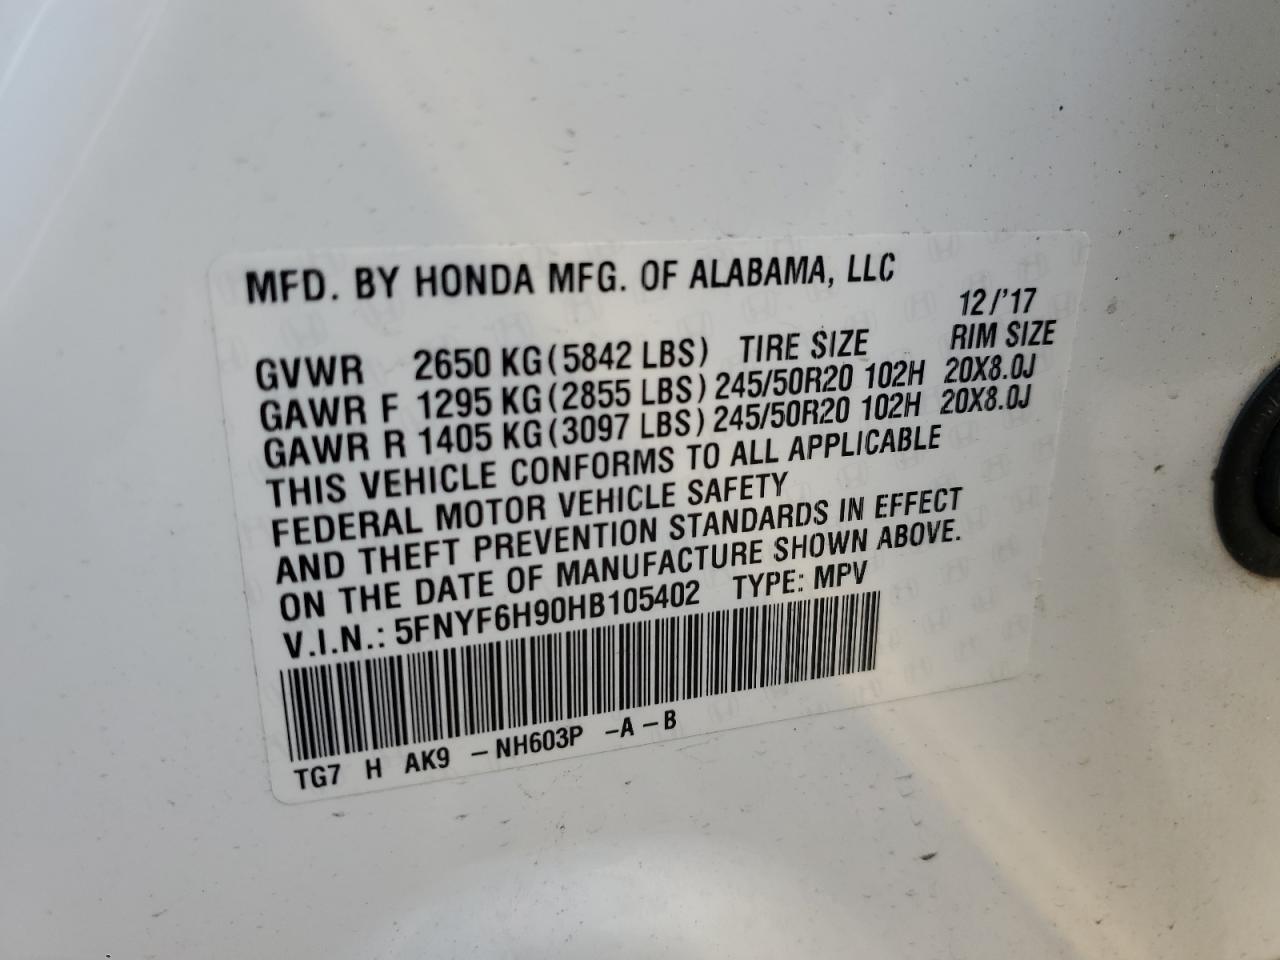 MFD. BY HONDA MFG. OF ALABAMA, LLC
12/'17
GVWR 2650 KG(5842 LBS) TIRE SIZE RIM SIZE
GAWR F 1295 KG(2855 LBS) 245/50R20 102H 20X8.0J
GAWR R 1405 KG(3097 LBS) 245/50R20 102H 20X8.0J
THIS VEHICLE CONFORMS TO ALL APPLICABLE
FEDERAL MOTOR VEHICLE SAFETY
AND THEFT PREVENTION STANDARDS IN EFFECT
ON THE DATE OF MANUFACTURE SHOWN ABOVE.
V.I.N.: 5FNYF6H90HB105402 TYPE: MPV
TG7 H AK9 -NH603P -A-B